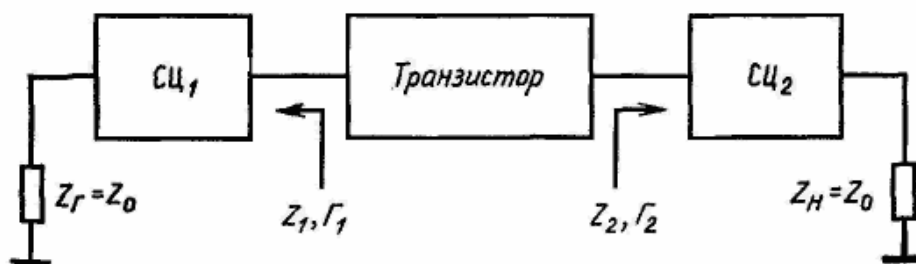 СЦ₁
Транзистор
СЦ₂
Zг = Z₀
Z₁, Г₁
Z₂, Г₂
Zн = Z₀